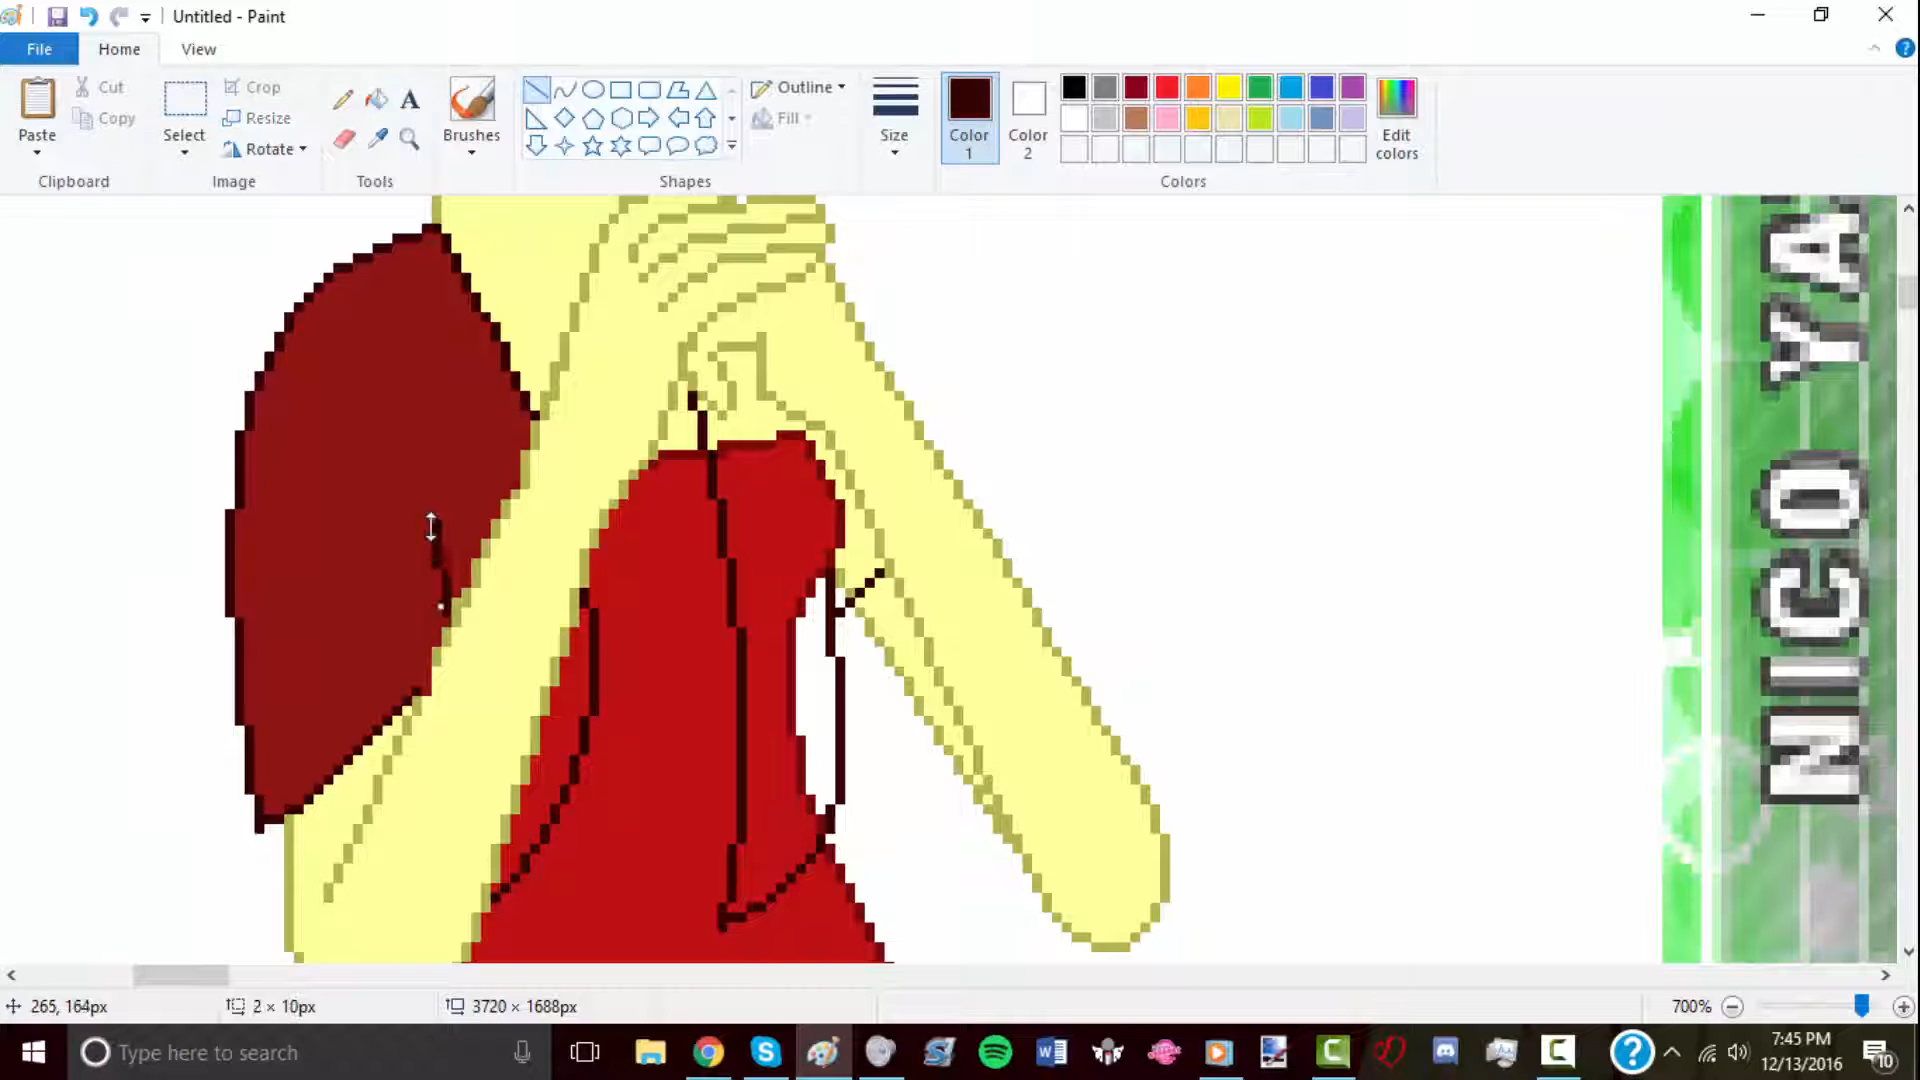 Untitled - Paint
File
Home
View
Paste
Cut
Copy
Clipboard
Select
Crop
Resize
Rotate
Image
Tools
Brushes
Shapes
Outline
Fill
Size
Color 1
Color 2
Edit colors
Colors
NICO YA
265, 164px
2 × 10px
3720 × 1688px
700%
Type here to search
7:45 PM
12/13/2016
10